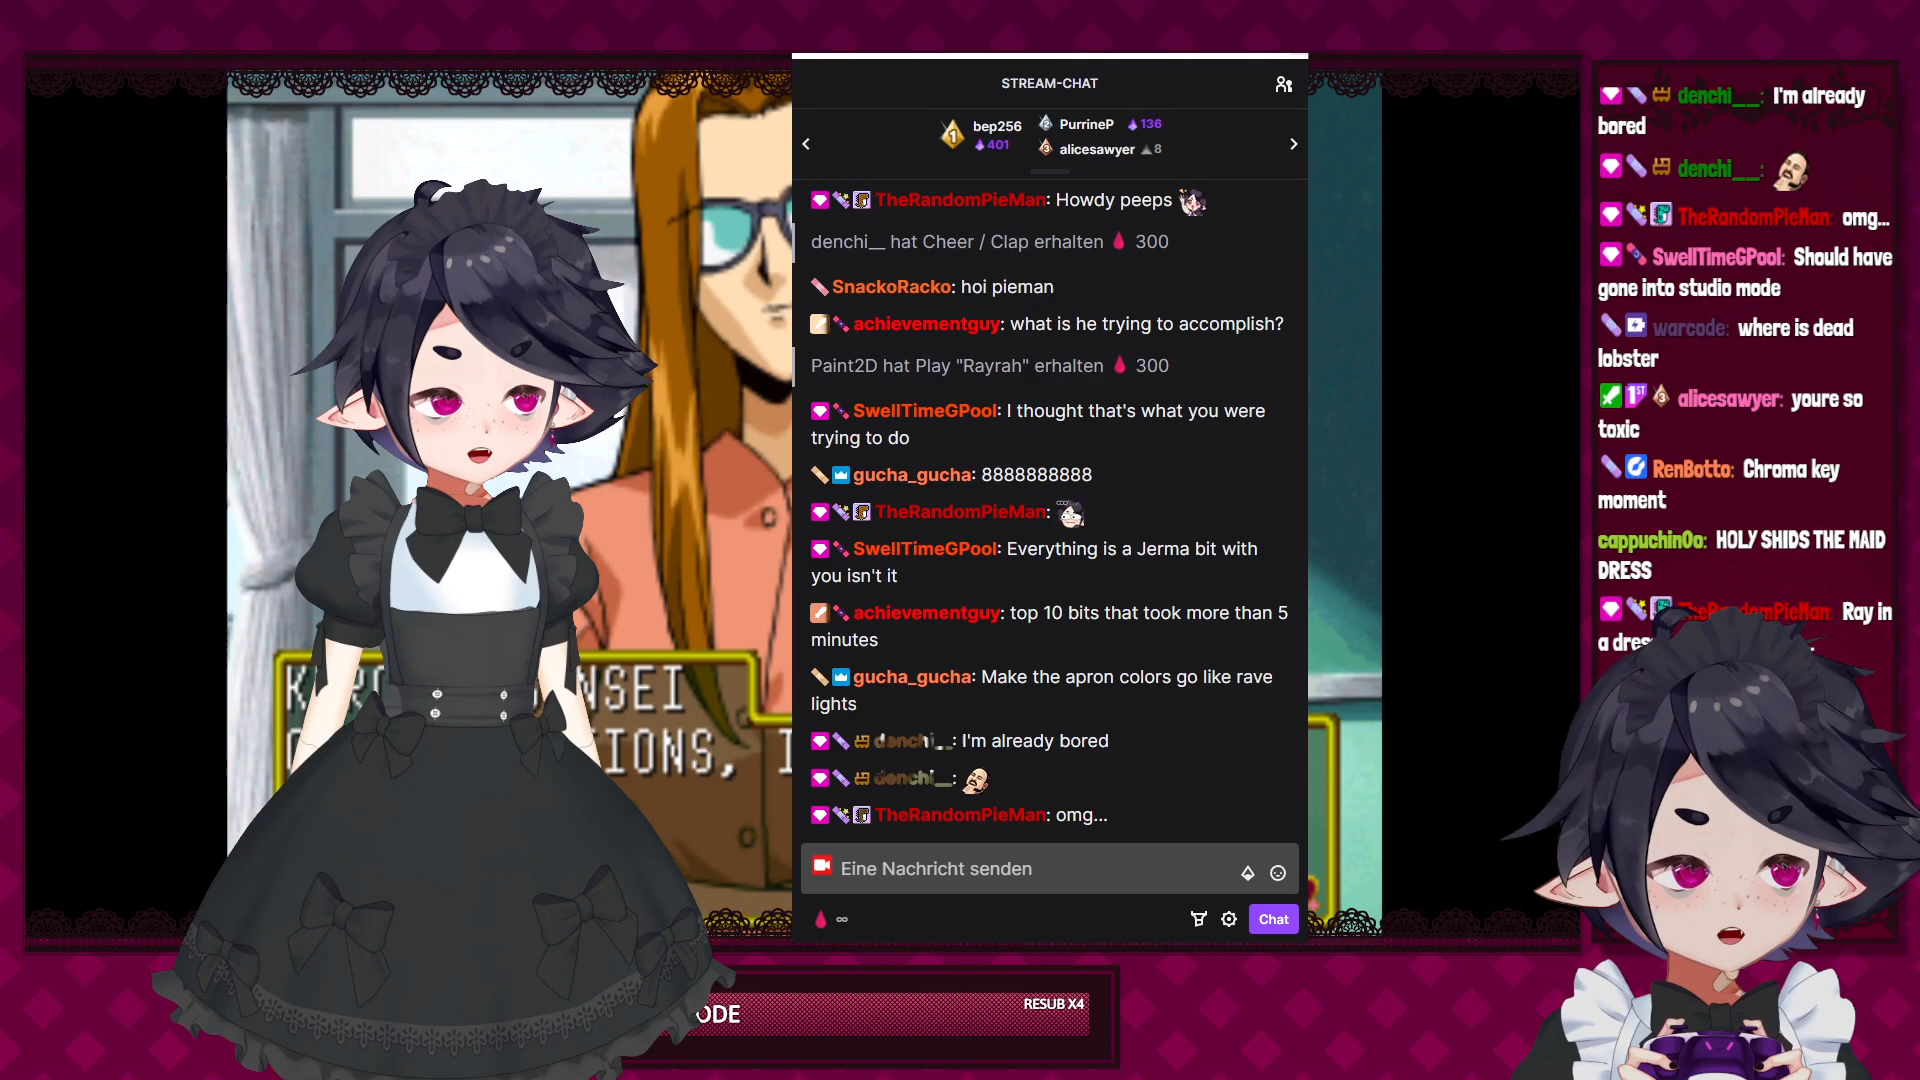 STREAM-CHAT
bep256
401
PurrineP 136
alicesawyer 8
TheRandomPieMan: Howdy peeps
denchi__ hat Cheer / Clap erhalten 300
SnackoRacko: hoi pieman
achievementguy: what is he trying to accomplish?
Paint2D hat Play "Rayrah" erhalten 300
SwellTimeGPool: I thought that's what you were
trying to do
gucha_gucha: 8888888888
TheRandomPieMan:
SwellTimeGPool: Everything is a Jerma bit with
you isn't it
achievementguy: top 10 bits that took more than 5
minutes
gucha_gucha: Make the apron colors go like rave
lights
denchi__: I'm already bored
denchi__:
TheRandomPieMan: omg...
Eine Nachricht senden
∞
Chat
denchi__: I'm already
bored
denchi__:
TheRandomPieMan: omg...
SwellTimeGPool: Should have
gone into studio mode
warcode: where is dead
lobster
alicesawyer: youre so
toxic
RenBotto: Chroma key
moment
cappuchin0o: HOLY SHIDS THE MAID
DRESS
TheRandomPieMan: Ray in
a dres
NSEI
IONS, I
ODE
RESUB X4